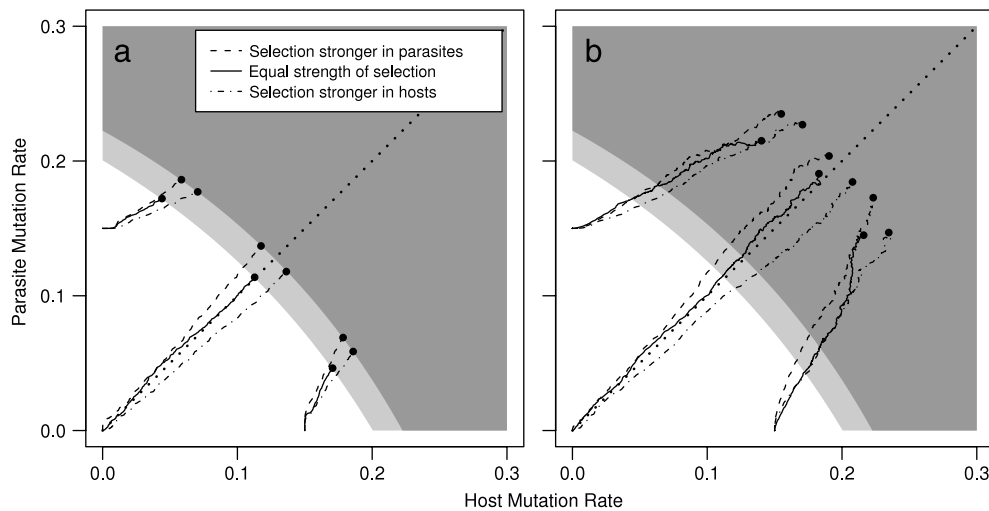 a
Selection stronger in parasites
Equal strength of selection
Selection stronger in hosts
b
Parasite Mutation Rate
0.3
0.2
0.1
0.0
0.0 0.1 0.2 0.3 0.0 0.1 0.2 0.3
Host Mutation Rate